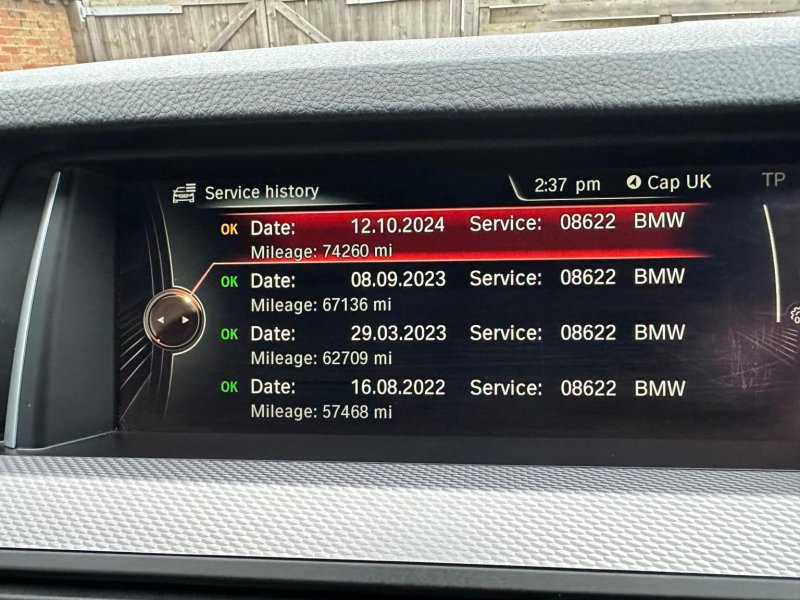 Service history
2:37 pm Cap UK TP
OK Date: 12.10.2024 Service: 08622 BMW
Mileage: 74260 mi
OK Date: 08.09.2023 Service: 08622 BMW
Mileage: 67136 mi
OK Date: 29.03.2023 Service: 08622 BMW
Mileage: 62709 mi
OK Date: 16.08.2022 Service: 08622 BMW
Mileage: 57468 mi